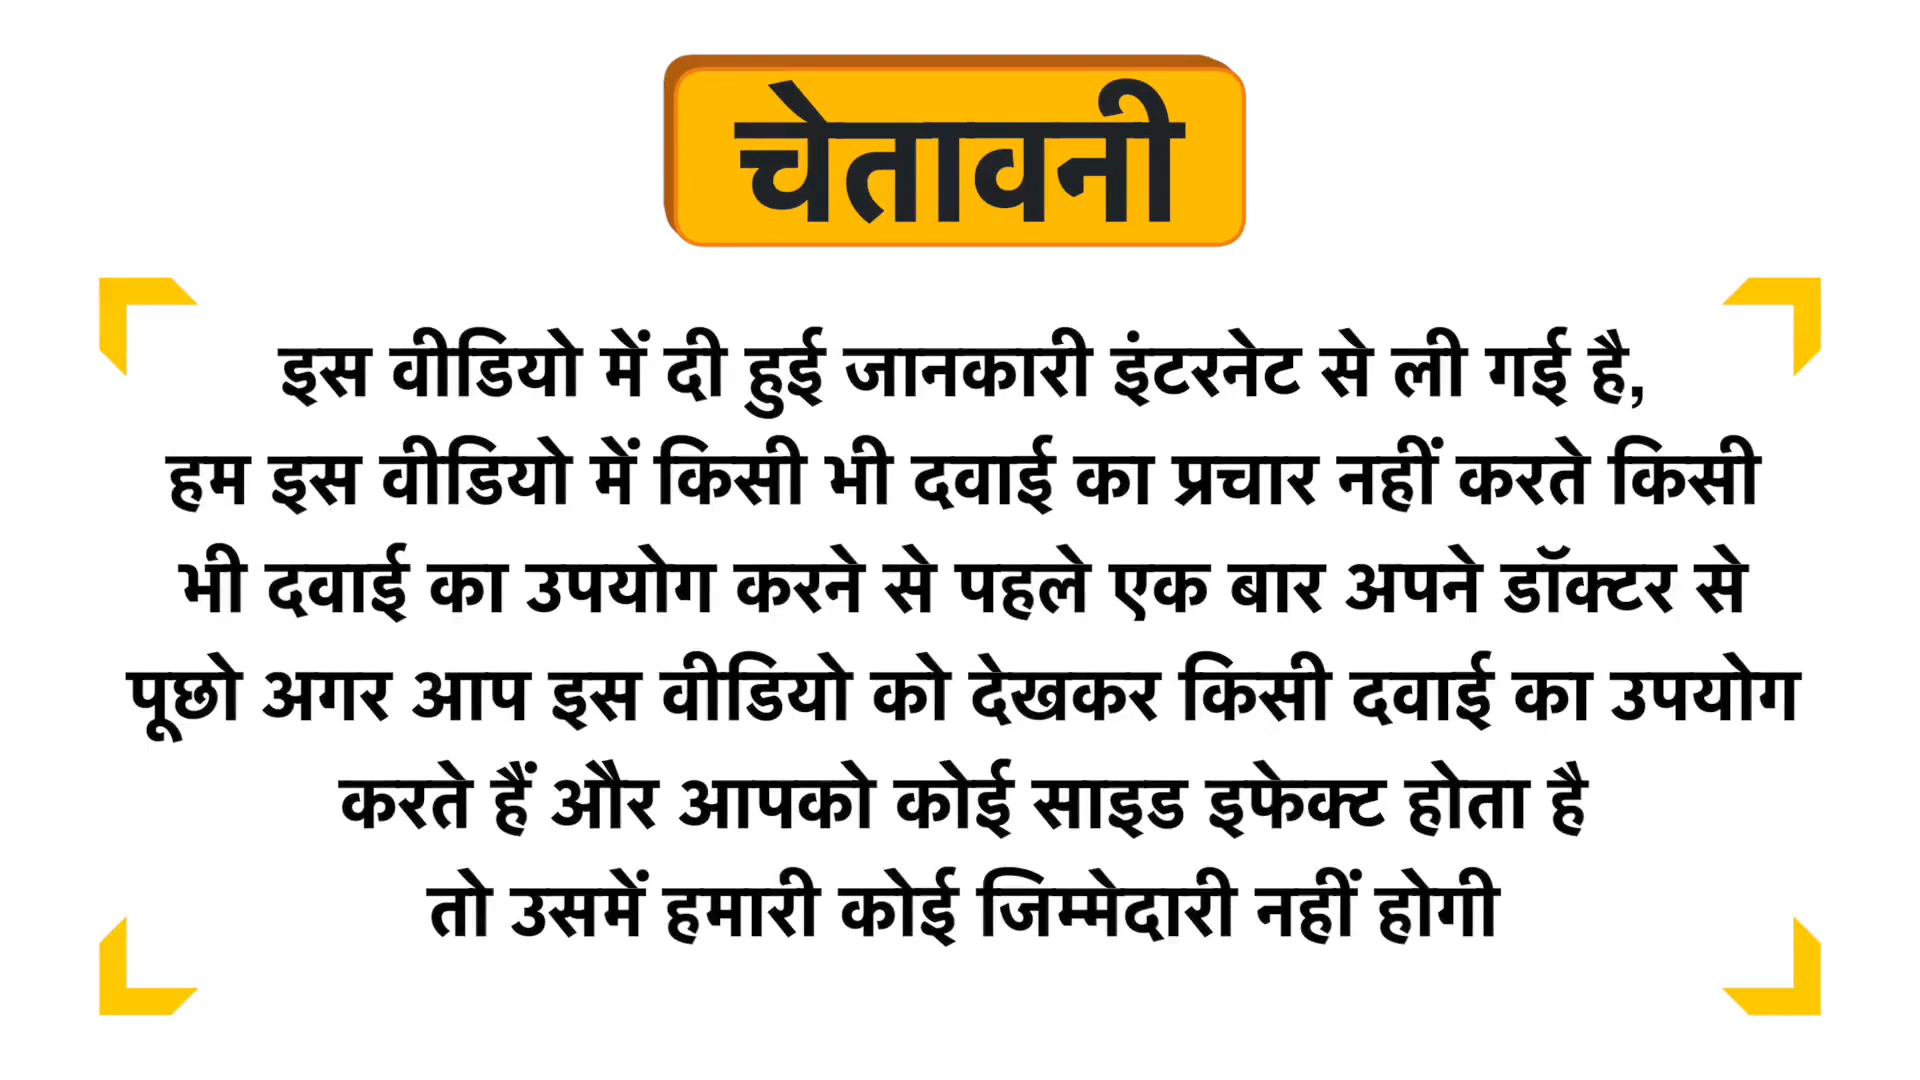 चेतावनी
इस वीडियो में दी हुई जानकारी इंटरनेट से ली गई है,
हम इस वीडियो में किसी भी दवाई का प्रचार नहीं करते किसी
भी दवाई का उपयोग करने से पहले एक बार अपने डॉक्टर से
पूछो अगर आप इस वीडियो को देखकर किसी दवाई का उपयोग
करते हैं और आपको कोई साइड इफेक्ट होता है
तो उसमें हमारी कोई जिम्मेदारी नहीं होगी